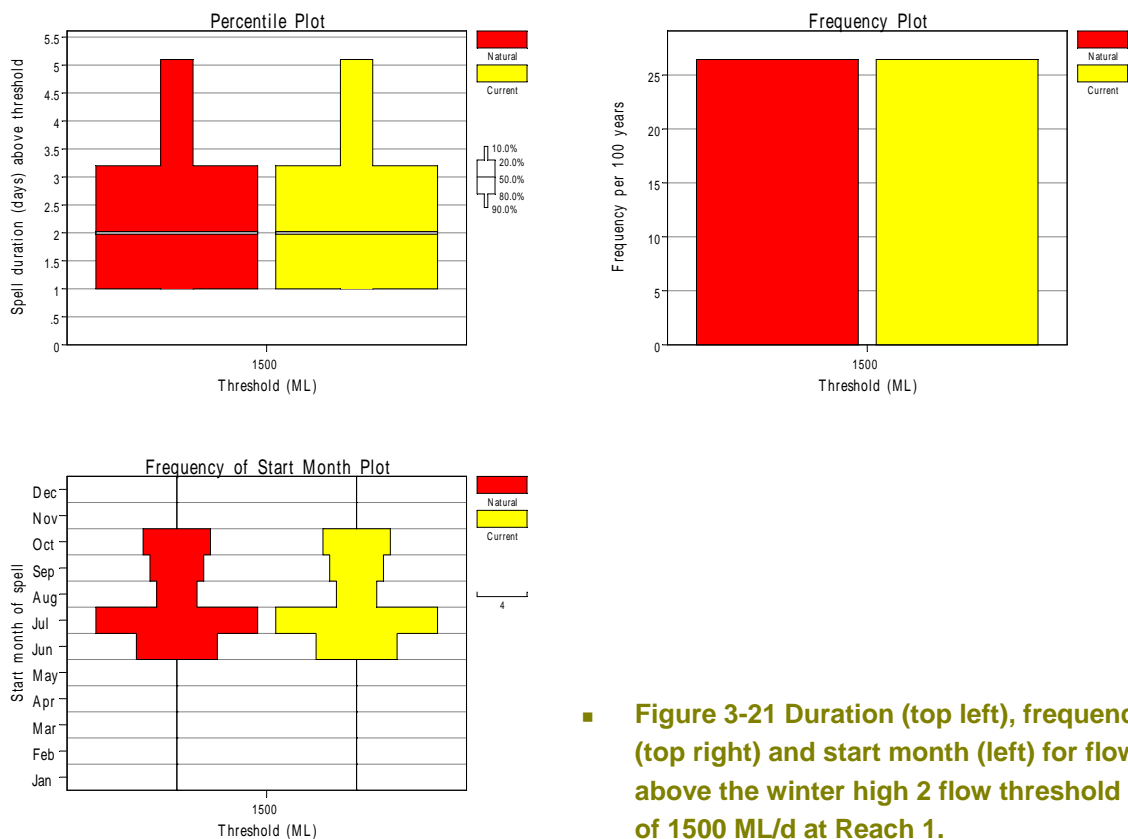 Percentile Plot
Spell duration (days) above threshold
5.5
5
4.5
4
3.5
3
2.5
2
1.5
1
.5
0
1500
Threshold (ML)
Natural
Current
10.0%
20.0%
50.0%
80.0%
90.0%
Frequency Plot
Frequency per 100 years
25
20
15
10
5
0
1500
Threshold (ML)
Natural
Current
Frequency of Start Month Plot
Start month of spell
Dec
Nov
Oct
Sep
Aug
Jul
Jun
May
Apr
Mar
Feb
Jan
1500
Threshold (ML)
Natural
Current
4
▪ Figure 3-21 Duration (top left), frequenc
(top right) and start month (left) for flow
above the winter high 2 flow threshold
of 1500 ML/d at Reach 1.